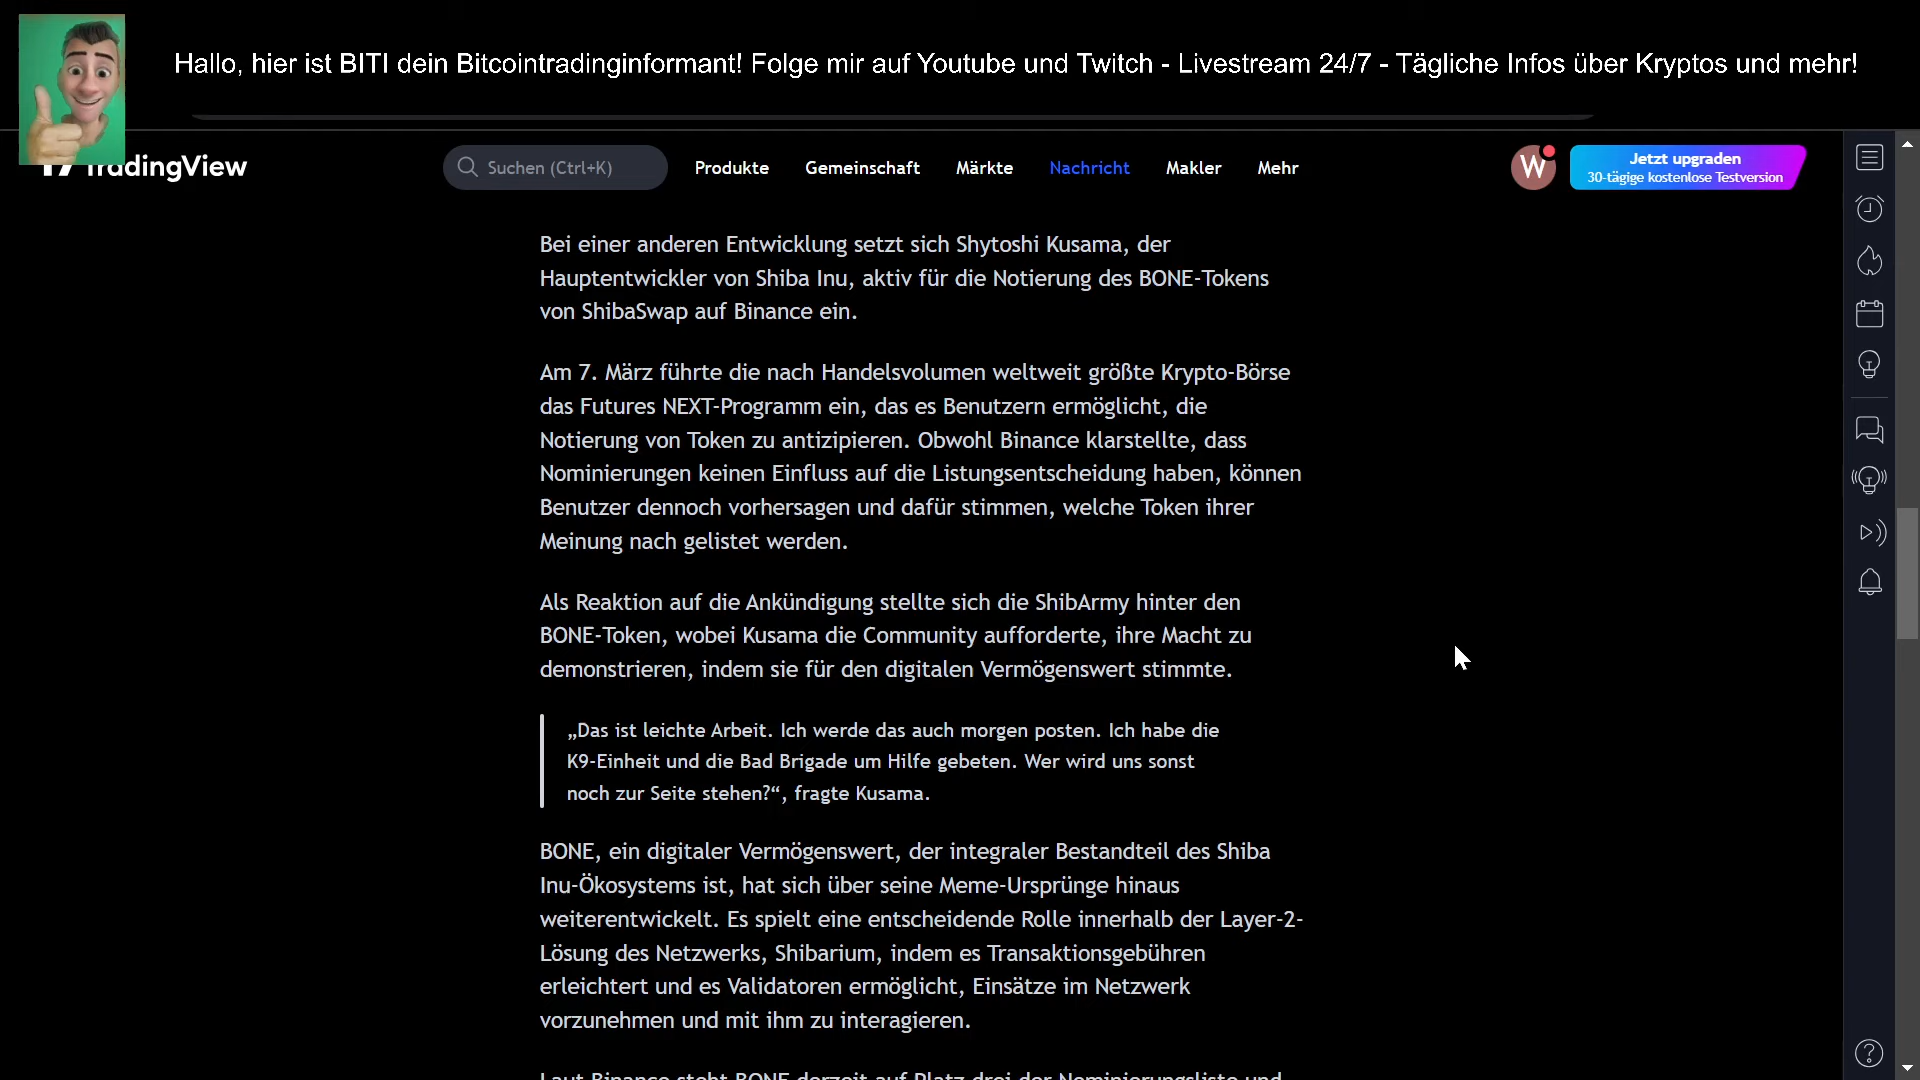 Hallo, hier ist BITI dein Bitcointradinginformant! Folge mir auf Youtube und Twitch - Livestream 24/7 - Tägliche Infos über Kryptos und mehr!
TradingView
Suchen (Ctrl+K)
Produkte
Gemeinschaft
Märkte
Nachricht
Makler
Mehr
W
Jetzt upgraden
30-tägige kostenlose Testversion
Bei einer anderen Entwicklung setzt sich Shytoshi Kusama, der
Hauptentwickler von Shiba Inu, aktiv für die Notierung des BONE-Tokens
von ShibaSwap auf Binance ein.
Am 7. März führte die nach Handelsvolumen weltweit größte Krypto-Börse
das Futures NEXT-Programm ein, das es Benutzern ermöglicht, die
Notierung von Token zu antizipieren. Obwohl Binance klarstellte, dass
Nominierungen keinen Einfluss auf die Listungsentscheidung haben, können
Benutzer dennoch vorhersagen und dafür stimmen, welche Token ihrer
Meinung nach gelistet werden.
Als Reaktion auf die Ankündigung stellte sich die ShibArmy hinter den
BONE-Token, wobei Kusama die Community aufforderte, ihre Macht zu
demonstrieren, indem sie für den digitalen Vermögenswert stimmte.
„Das ist leichte Arbeit. Ich werde das auch morgen posten. Ich habe die
K9-Einheit und die Bad Brigade um Hilfe gebeten. Wer wird uns sonst
noch zur Seite stehen?“, fragte Kusama.
BONE, ein digitaler Vermögenswert, der integraler Bestandteil des Shiba
Inu-Ökosystems ist, hat sich über seine Meme-Ursprünge hinaus
weiterentwickelt. Es spielt eine entscheidende Rolle innerhalb der Layer-2-
Lösung des Netzwerks, Shibarium, indem es Transaktionsgebühren
erleichtert und es Validatoren ermöglicht, Einsätze im Netzwerk
vorzunehmen und mit ihm zu interagieren.
Laut Binance steht BONE derzeit auf Platz drei der Nominierungsliste und